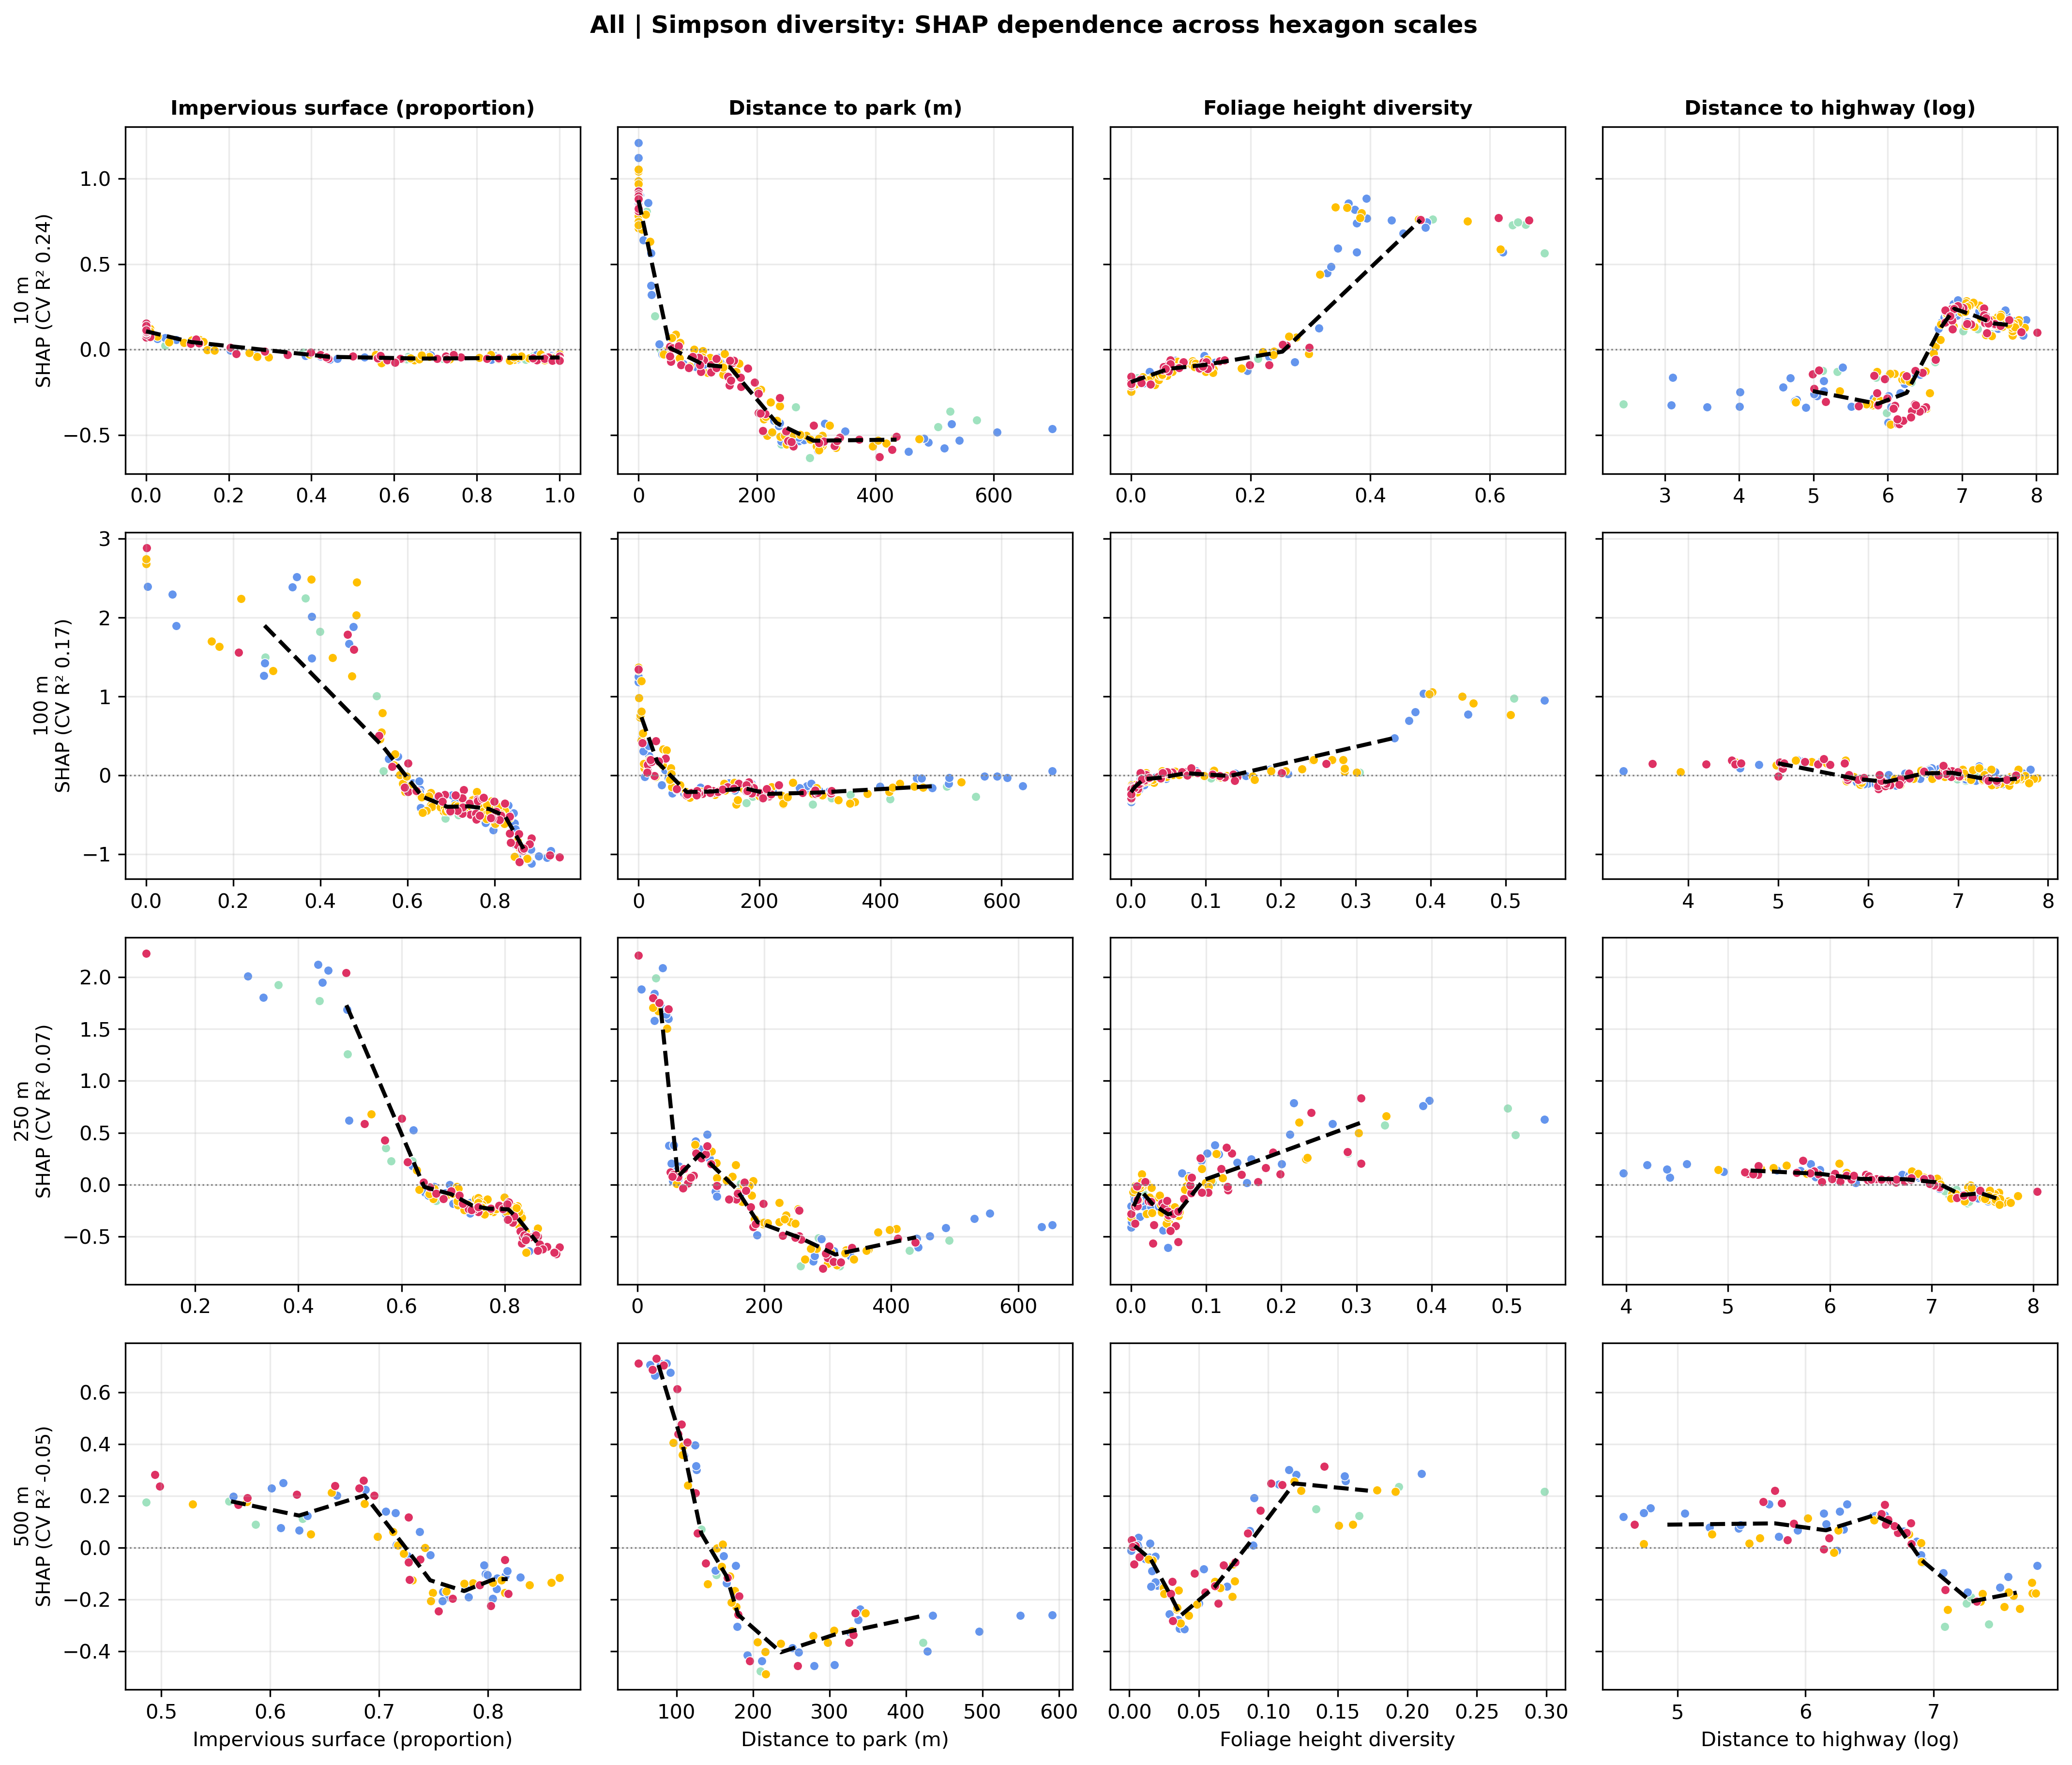 All | Simpson diversity: SHAP dependence across hexagon scales
Impervious surface (proportion)
Distance to park (m)
Foliage height diversity
Distance to highway (log)
10 m
SHAP (CV R² 0.24)
1.0
0.5
0.0
−0.5
0.0 0.2 0.4 0.6 0.8 1.0
0 200 400 600
0.0 0.2 0.4 0.6
3 4 5 6 7 8
100 m
SHAP (CV R² 0.17)
3
2
1
0
−1
0.0 0.2 0.4 0.6 0.8
0 200 400 600
0.0 0.1 0.2 0.3 0.4 0.5
4 5 6 7 8
250 m
SHAP (CV R² 0.07)
2.0
1.5
1.0
0.5
0.0
−0.5
0.2 0.4 0.6 0.8
0 200 400 600
0.0 0.1 0.2 0.3 0.4 0.5
4 5 6 7 8
500 m
SHAP (CV R² -0.05)
0.6
0.4
0.2
0.0
−0.2
−0.4
0.5 0.6 0.7 0.8
100 200 300 400 500 600
0.00 0.05 0.10 0.15 0.20 0.25 0.30
5 6 7
Impervious surface (proportion)
Distance to park (m)
Foliage height diversity
Distance to highway (log)